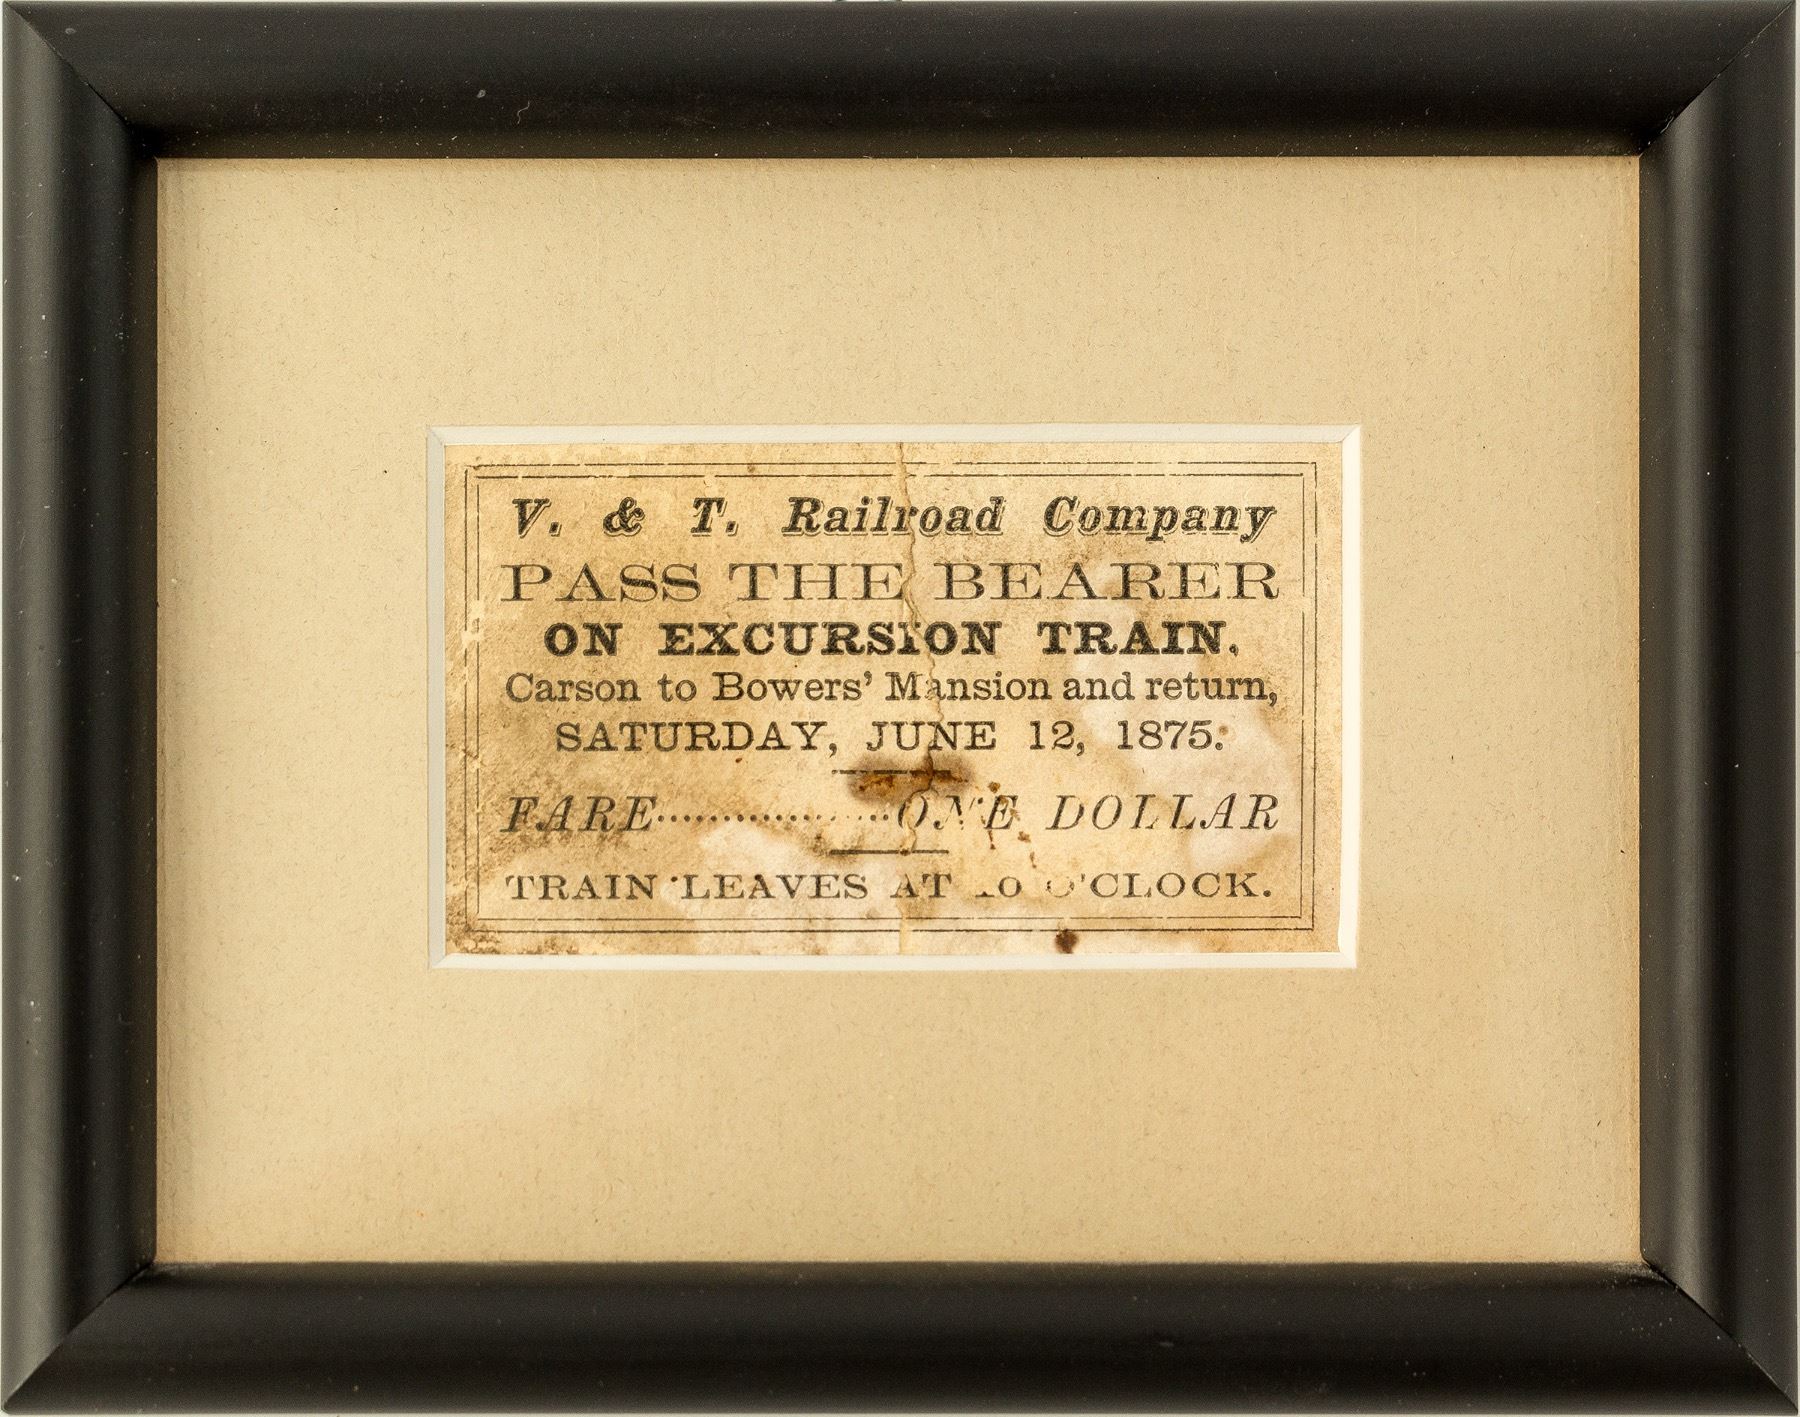 V. & T. Railroad Company
PASS THE BEARER
ON EXCURSION TRAIN.
Carson to Bowers' Mansion and return,
SATURDAY, JUNE 12, 1875.
FARE.................ONE DOLLAR
TRAIN LEAVES AT 10 O'CLOCK.